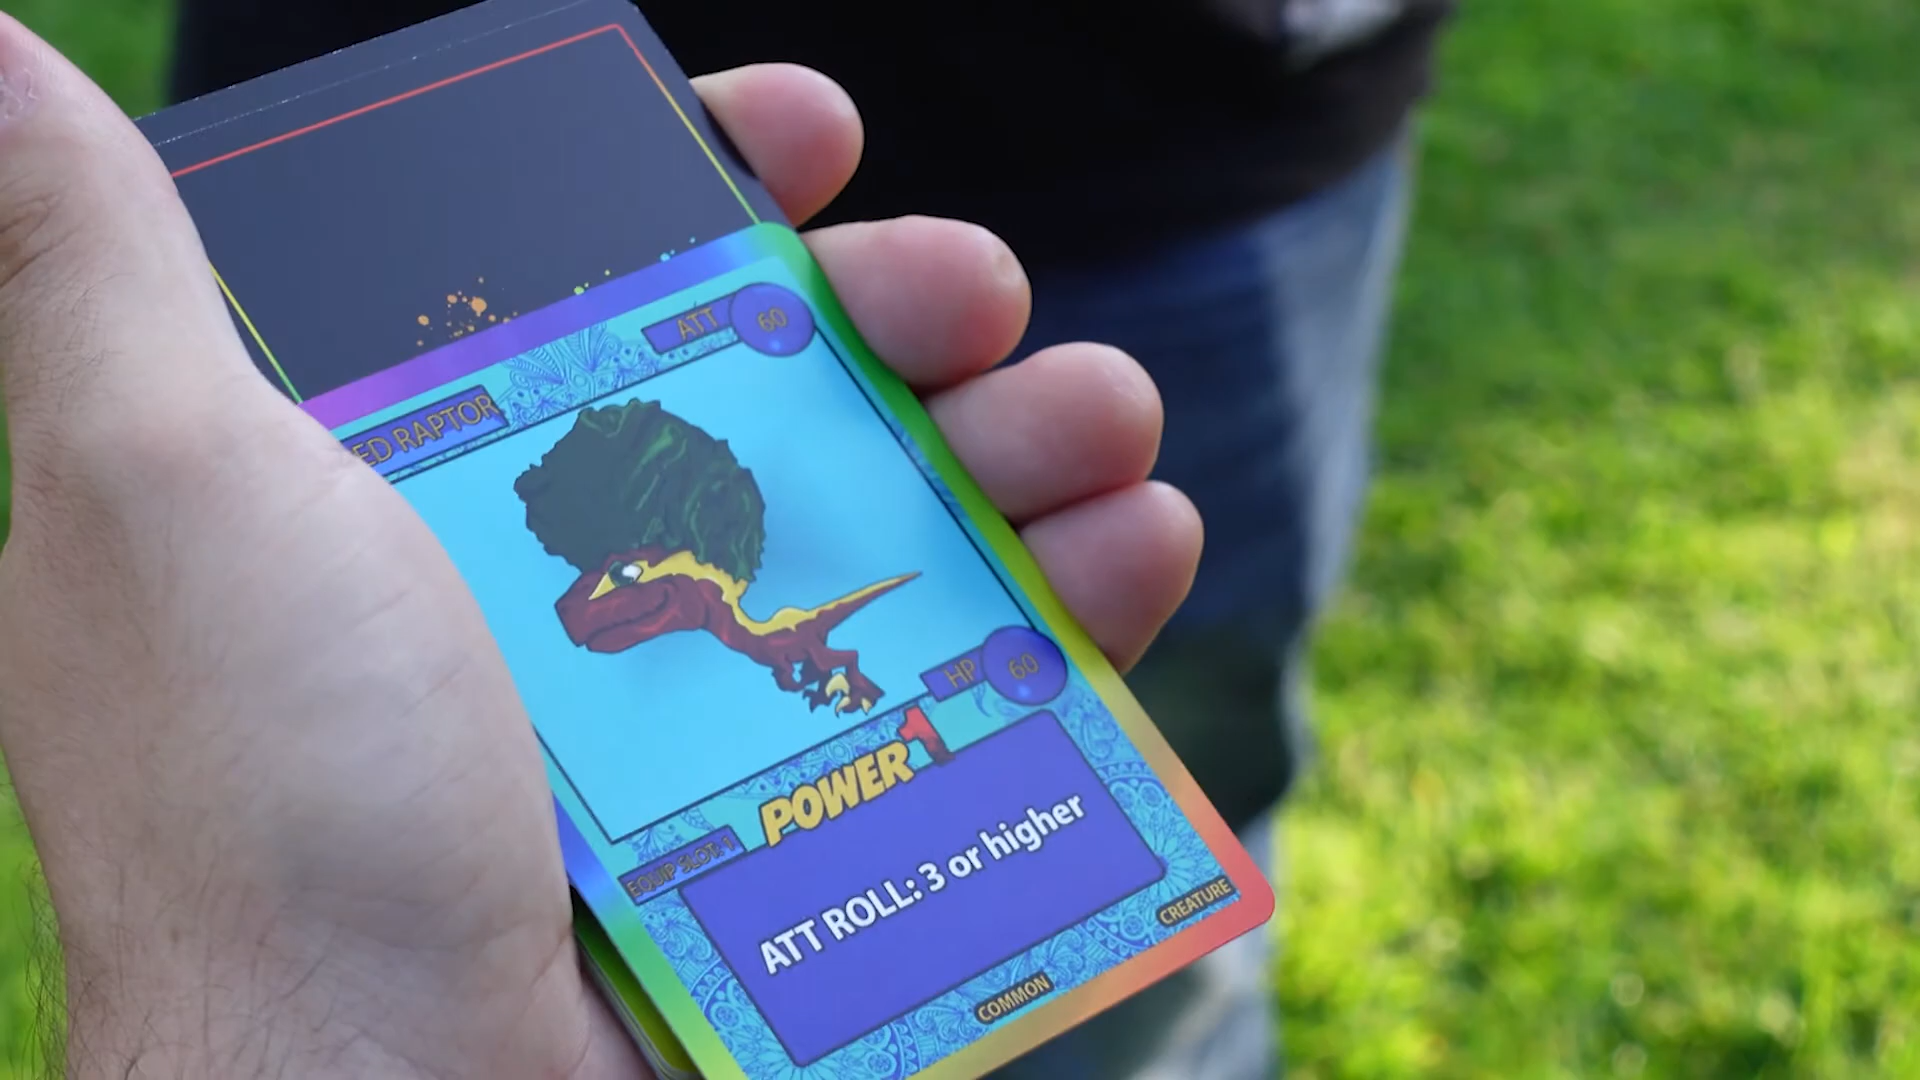 ATT 60
ED RAPTOR
HP 60
POWER 1
EQUIP SLOT: 1
ATT ROLL: 3 or higher
CREATURE
COMMON